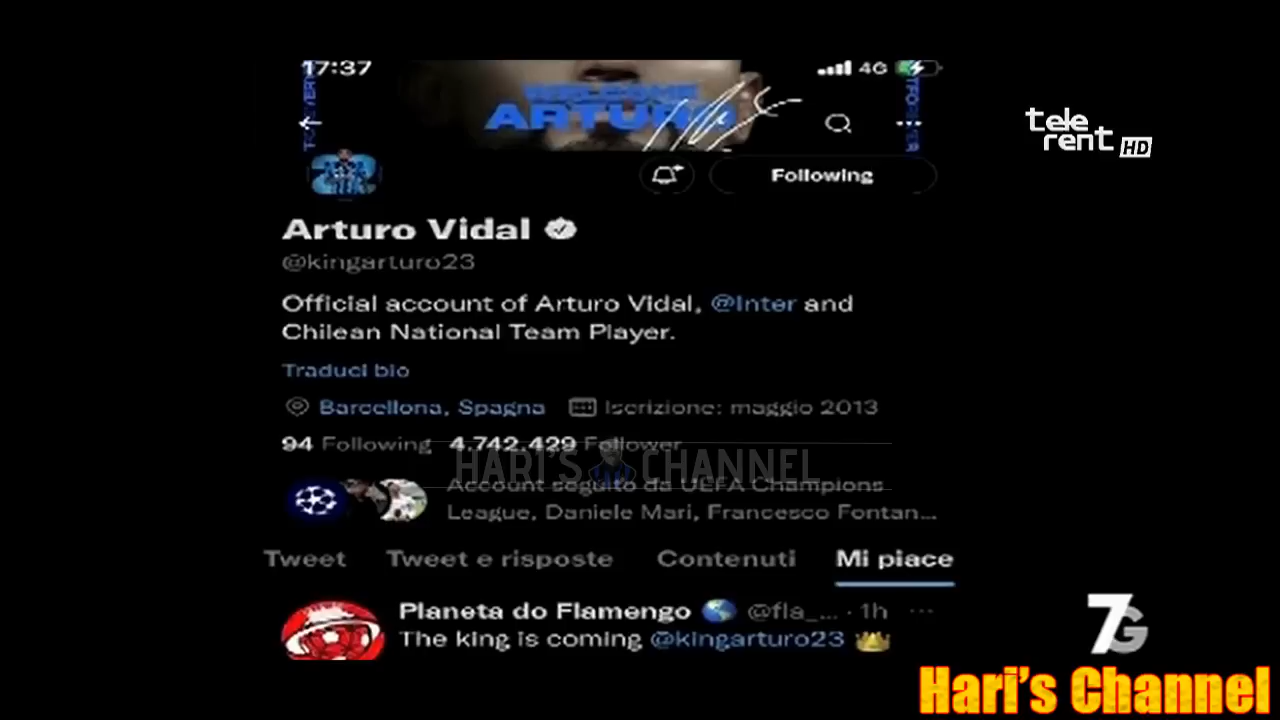 17:37
4G
WELCOME
ARTURO
Following
Arturo Vidal
@kingarturo23
Official account of Arturo Vidal, @Inter and
Chilean National Team Player.
Traduci bio
Barcellona, Spagna Iscrizione: maggio 2013
94 Following 4.742.429 Follower
HARI'S CHANNEL
Account seguito da UEFA Champions
League, Daniele Mari, Francesco Fontan...
Tweet Tweet e risposte Contenuti Mi piace
Planeta do Flamengo @fla_... · 1h ...
The king is coming @kingarturo23
tele
rent HD
7G
Hari's Channel